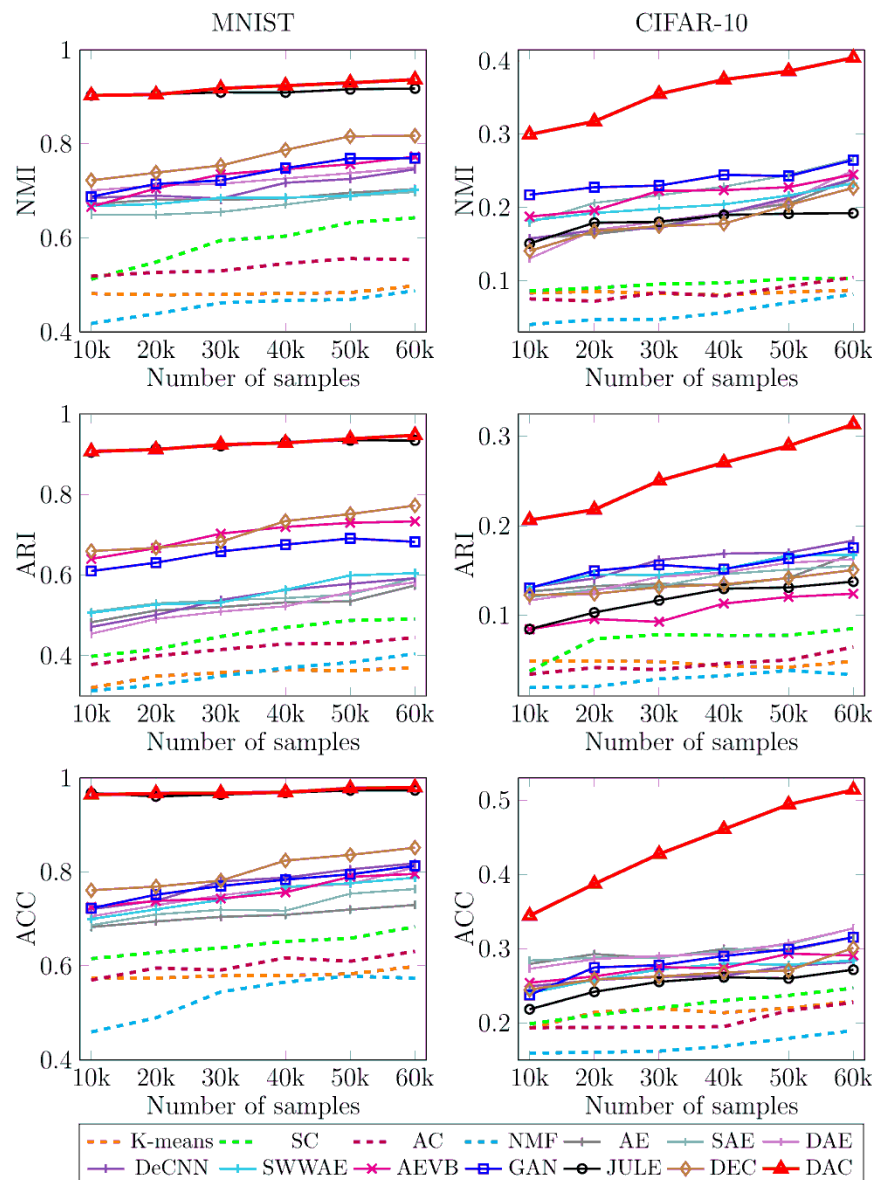 MNIST
CIFAR-10
1
0.8
0.6
0.4
NMI
10k 20k 30k 40k 50k 60k
Number of samples
0.4
0.3
0.2
0.1
NMI
10k 20k 30k 40k 50k 60k
Number of samples
1
0.8
0.6
0.4
ARI
10k 20k 30k 40k 50k 60k
Number of samples
0.3
0.2
0.1
ARI
10k 20k 30k 40k 50k 60k
Number of samples
1
0.8
0.6
0.4
ACC
10k 20k 30k 40k 50k 60k
Number of samples
0.5
0.4
0.3
0.2
ACC
10k 20k 30k 40k 50k 60k
Number of samples
K-means SC AC NMF AE SAE DAE
DeCNN SWWAE AEVB GAN JULE DEC DAC